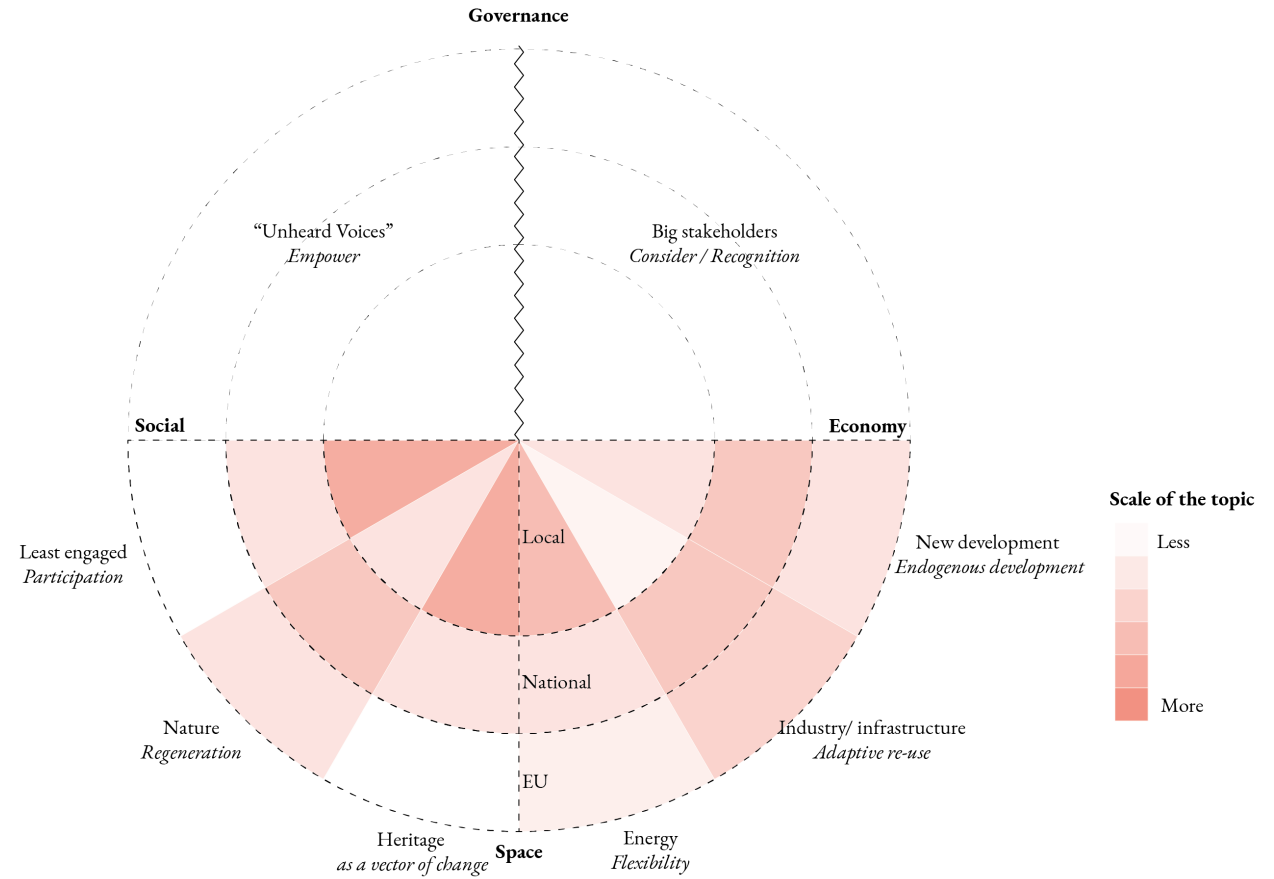 Governance
“Unheard Voices”
Empower
Big stakeholders
Consider / Recognition
Social
Economy
Local
National
EU
Least engaged
Participation
New development
Endogenous development
Nature
Regeneration
Industry/ infrastructure
Adaptive re-use
Heritage
as a vector of change
Space
Energy
Flexibility
Scale of the topic
Less
More